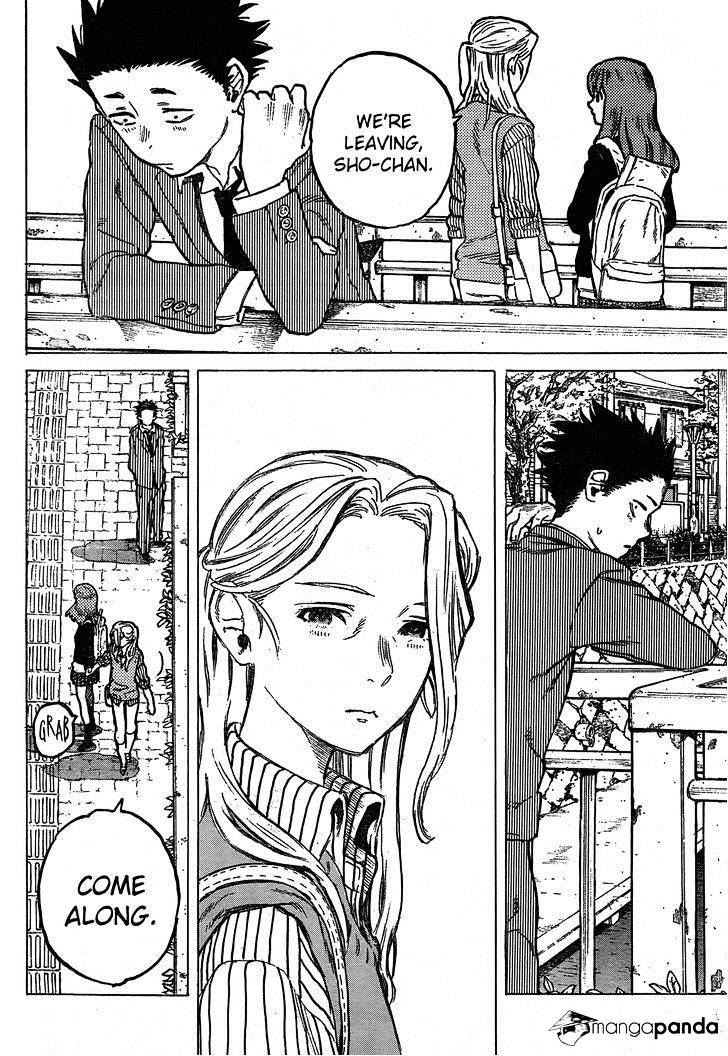 WE'RE
LEAVING,
SHO-CHAN.
GRAB
COME
ALONG.
mangapanda